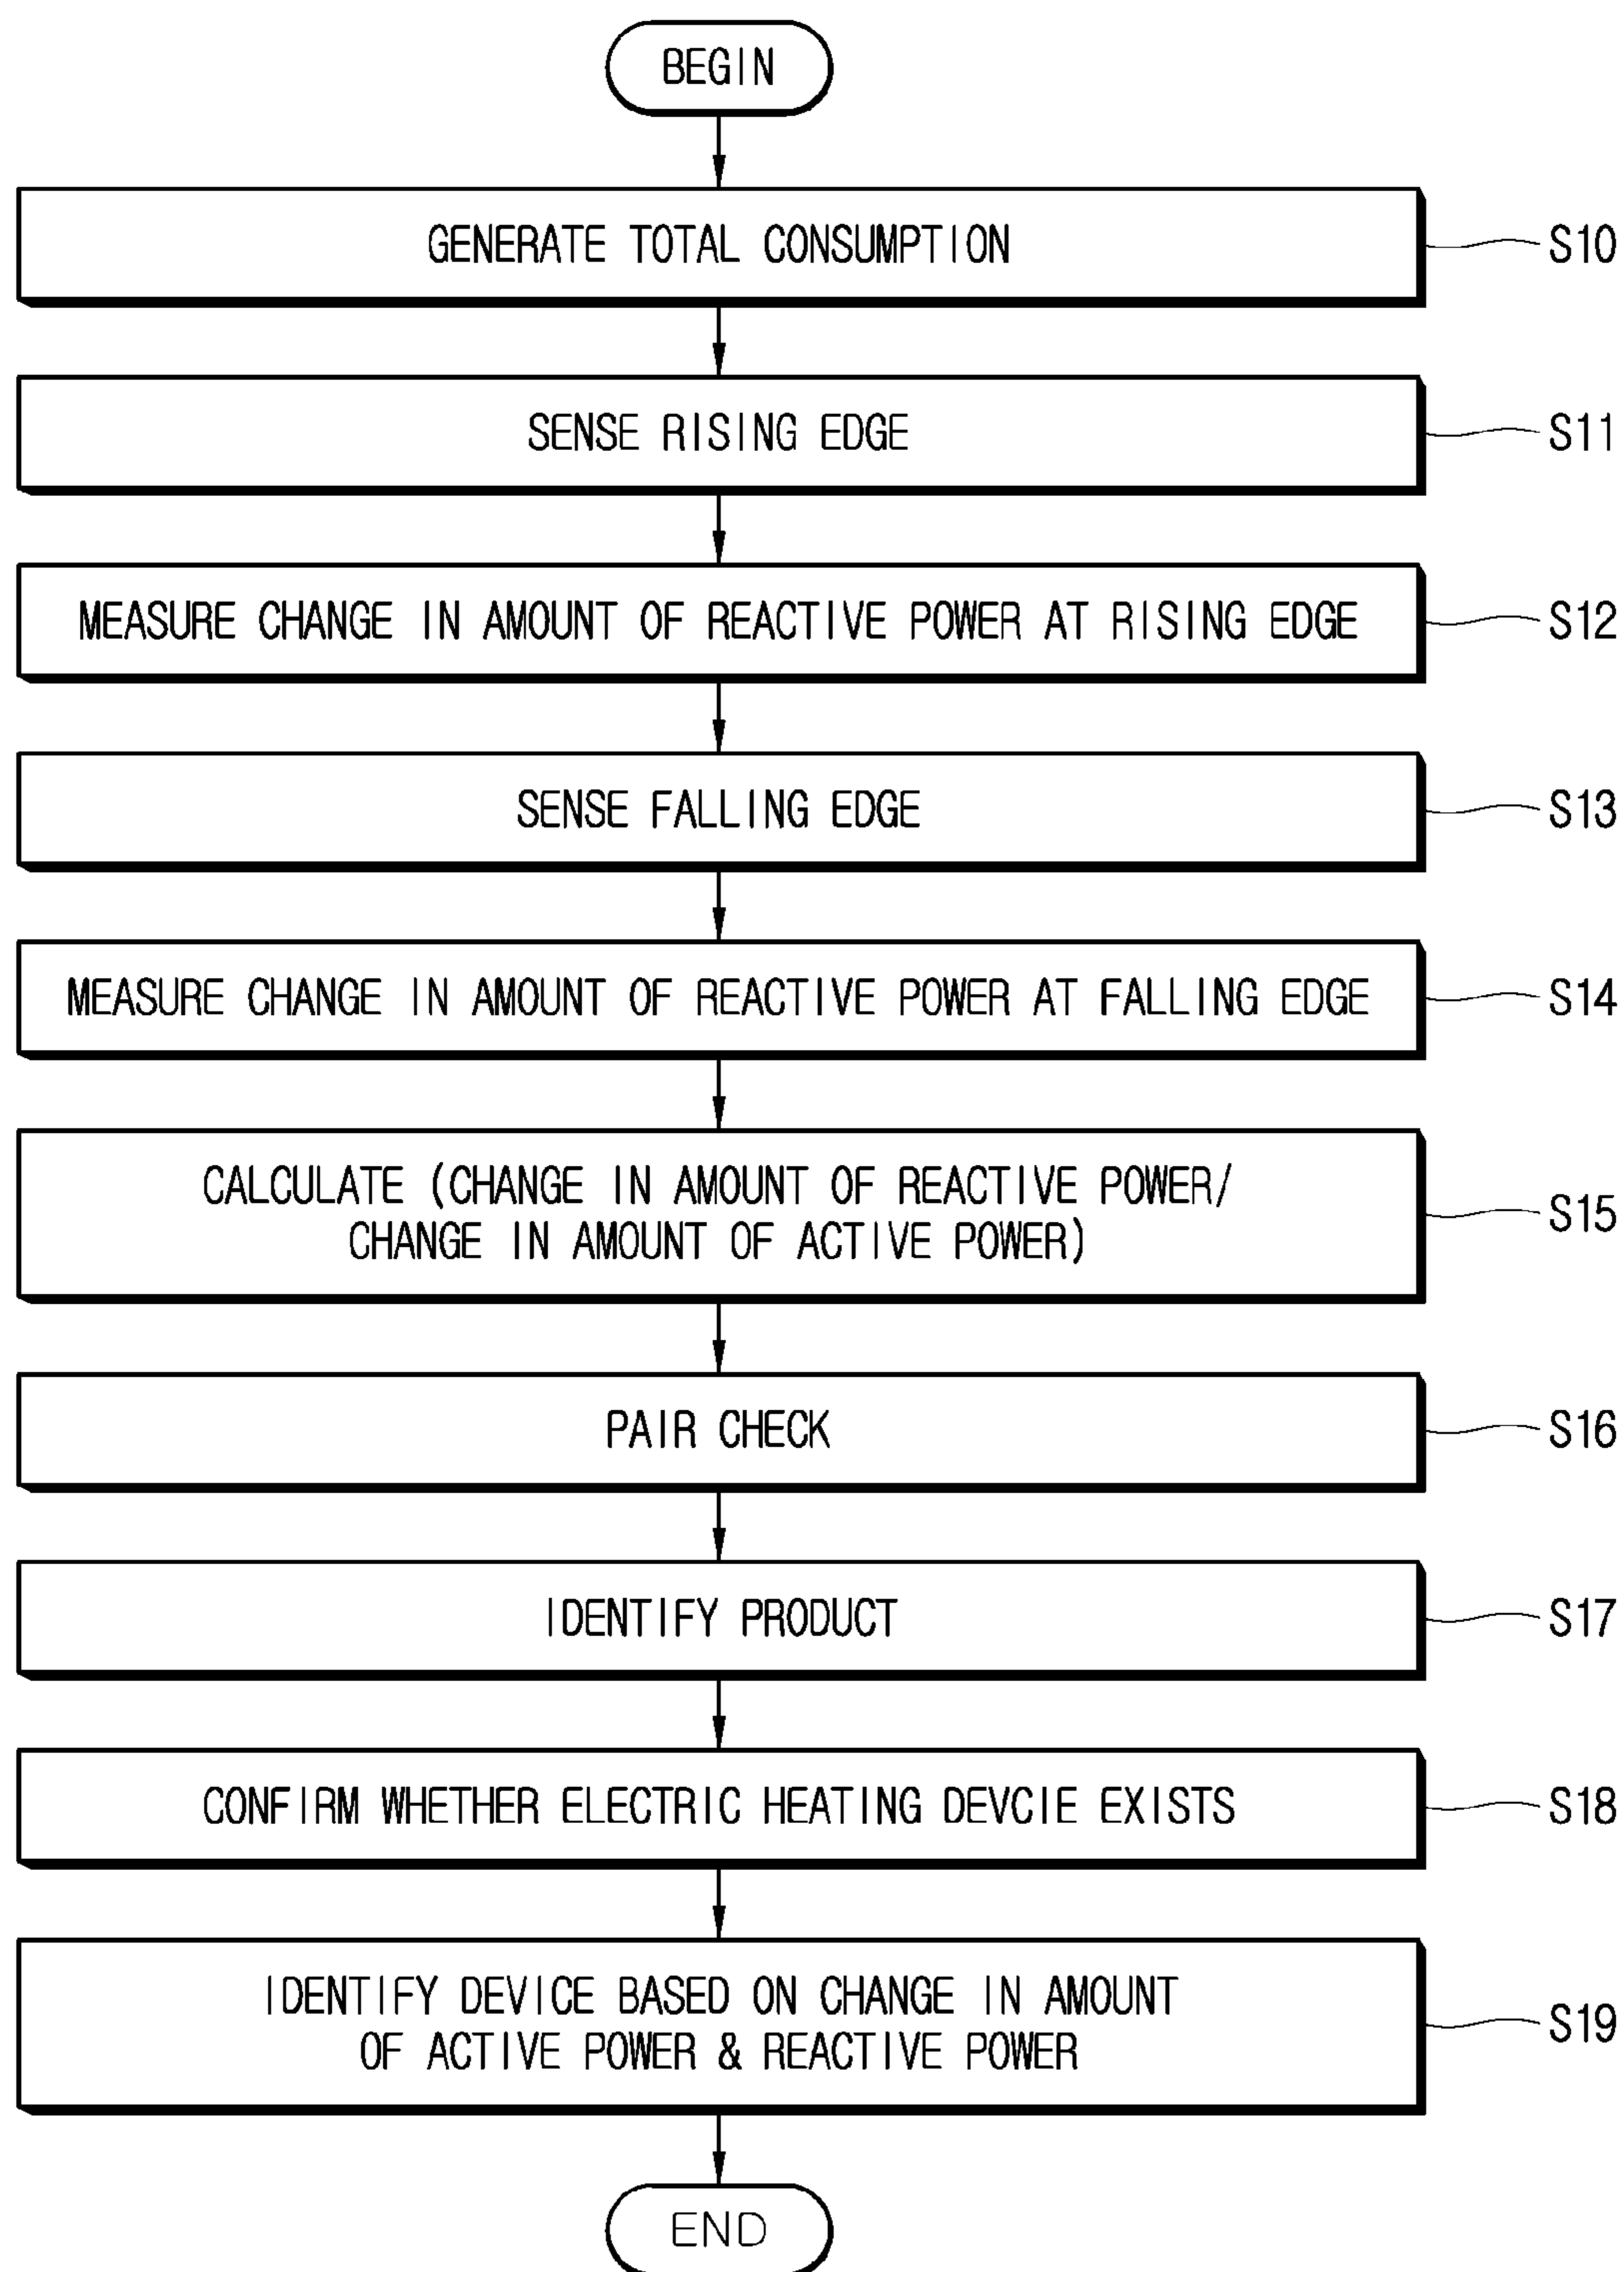 BEGIN
GENERATE TOTAL CONSUMPTION
S10
SENSE RISING EDGE
S11
MEASURE CHANGE IN AMOUNT OF REACTIVE POWER AT RISING EDGE
S12
SENSE FALLING EDGE
S13
MEASURE CHANGE IN AMOUNT OF REACTIVE POWER AT FALLING EDGE
S14
CALCULATE (CHANGE IN AMOUNT OF REACTIVE POWER/
CHANGE IN AMOUNT OF ACTIVE POWER)
S15
PAIR CHECK
S16
IDENTIFY PRODUCT
S17
CONFIRM WHETHER ELECTRIC HEATING DEVCIE EXISTS
S18
IDENTIFY DEVICE BASED ON CHANGE IN AMOUNT
OF ACTIVE POWER & REACTIVE POWER
S19
END